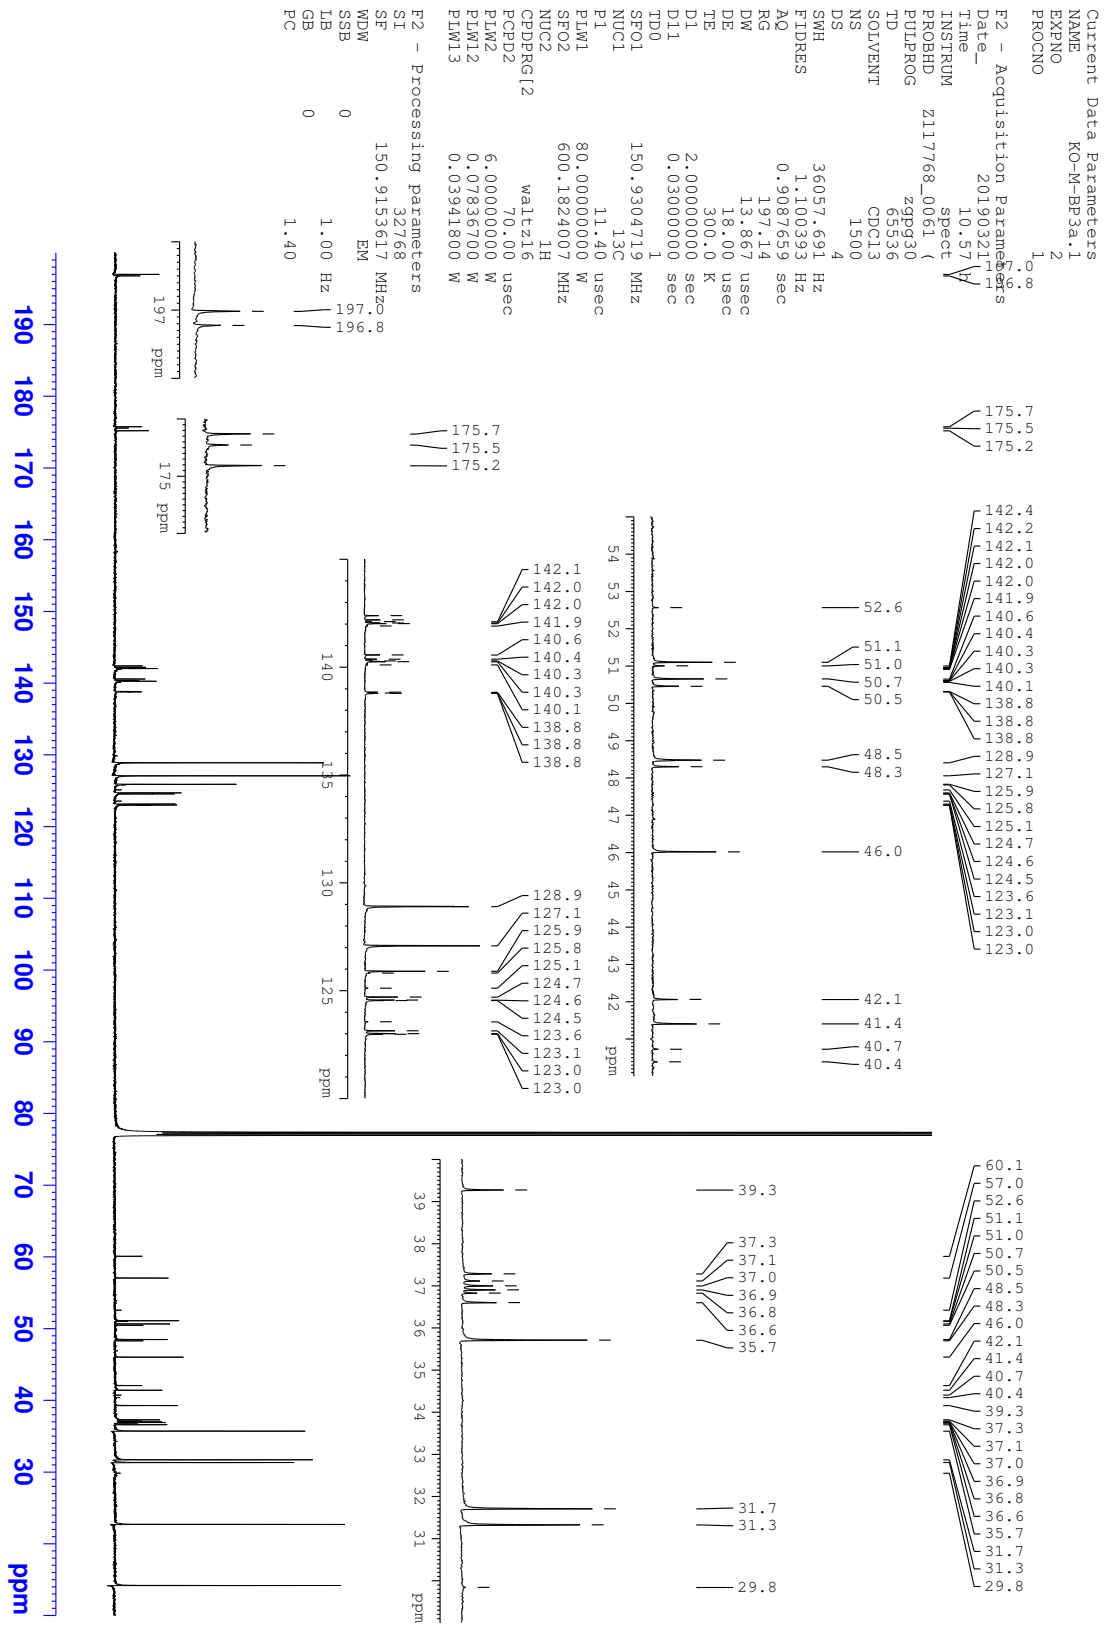 Current Data Parameters
NAME KO-M-BP3a.1
EXPNO 2
PROCNO 1
F2 - Acquisition Parameters
Date_ 20190321
Time 10.57 h
INSTRUM spect
PROBHD Z117768_0061 (
PULPROG zgpg30
TD 65536
SOLVENT CDCl3
NS 1500
DS 4
SWH 36057.691 Hz
FIDRES 1.100393 Hz
AQ 0.9087659 sec
RG 197.14
DW 13.867 usec
DE 18.00 usec
TE 300.0 K
D1 2.00000000 sec
D11 0.03000000 sec
TD0 1
SFO1 150.9304719 MHz
NUC1 13C
P1 11.40 usec
PLW1 80.00000000 W
SFO2 600.1824007 MHz
NUC2 1H
CPDPRG[2 waltz16
PCPD2 70.00 usec
PLW2 6.00000000 W
PLW12 0.07836700 W
PLW13 0.03941800 W
F2 - Processing parameters
SI 32768
SF 150.9153617 MHz
WDW EM
SSB 0
LB 1.00 Hz
GB 0
PC 1.40
197.0
196.8
175.7
175.5
175.2
142.4
142.2
142.1
142.0
142.0
141.9
140.6
140.4
140.3
140.3
140.1
138.8
138.8
138.8
128.9
127.1
125.9
125.8
125.1
124.7
124.6
124.5
123.6
123.1
123.0
123.0
60.1
57.0
52.6
51.1
51.0
50.7
50.5
48.5
48.3
46.0
42.1
41.4
40.7
40.4
39.3
37.3
37.1
37.0
36.9
36.8
36.6
35.7
31.7
31.3
29.8
52.6
51.1
51.0
50.7
50.5
48.5
48.3
46.0
42.1
41.4
40.7
40.4
54 53 52 51 50 49 48 47 46 45 44 43 42 ppm
39.3
37.3
37.1
37.0
36.9
36.8
36.6
35.7
31.7
31.3
29.8
39 38 37 36 35 34 33 32 31 ppm
142.1
142.0
142.0
141.9
140.6
140.4
140.3
140.3
140.1
138.8
138.8
138.8
128.9
127.1
125.9
125.8
125.1
124.7
124.6
124.5
123.6
123.1
123.0
123.0
140 135 130 125 ppm
175.7
175.5
175.2
175 ppm
197.0
196.8
197 ppm
190 180 170 160 150 140 130 120 110 100 90 80 70 60 50 40 30 ppm